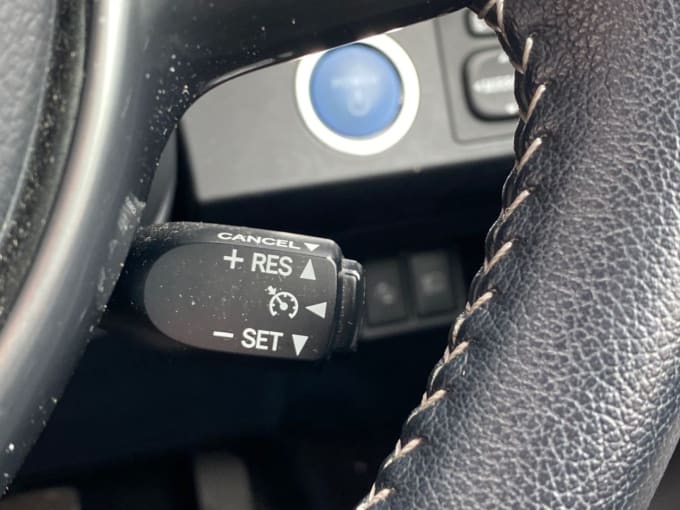 CANCEL ▼
+ RES ▲
◀
− SET ▼